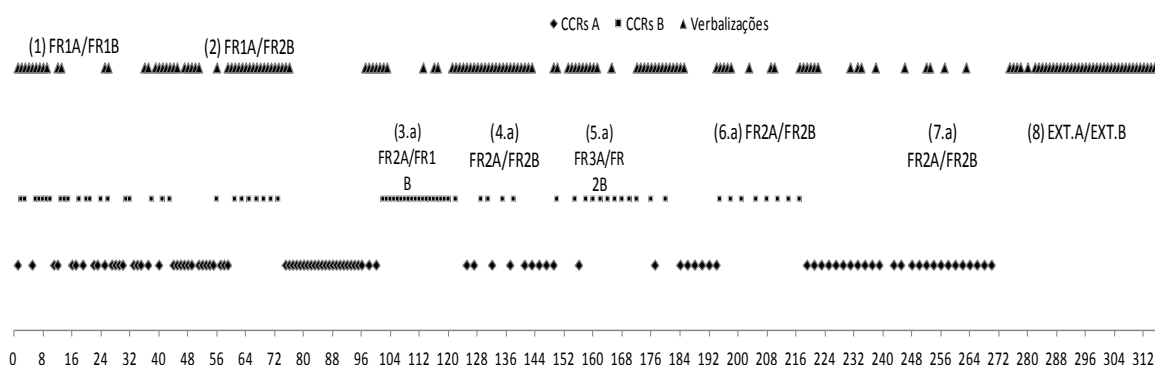 CCRs A CCRs B Verbalizações
(1) FR1A/FR1B (2) FR1A/FR2B
(3.a) (4.a) (5.a) (6.a) FR2A/FR2B (7.a) (8) EXT.A/EXT.B
FR2A/FR1 FR2A/FR2B FR3A/FR FR2A/FR2B
B 2B
0 8 16 24 32 40 48 56 64 72 80 88 96 104 112 120 128 136 144 152 160 168 176 184 192 200 208 216 224 232 240 248 256 264 272 280 288 296 304 312